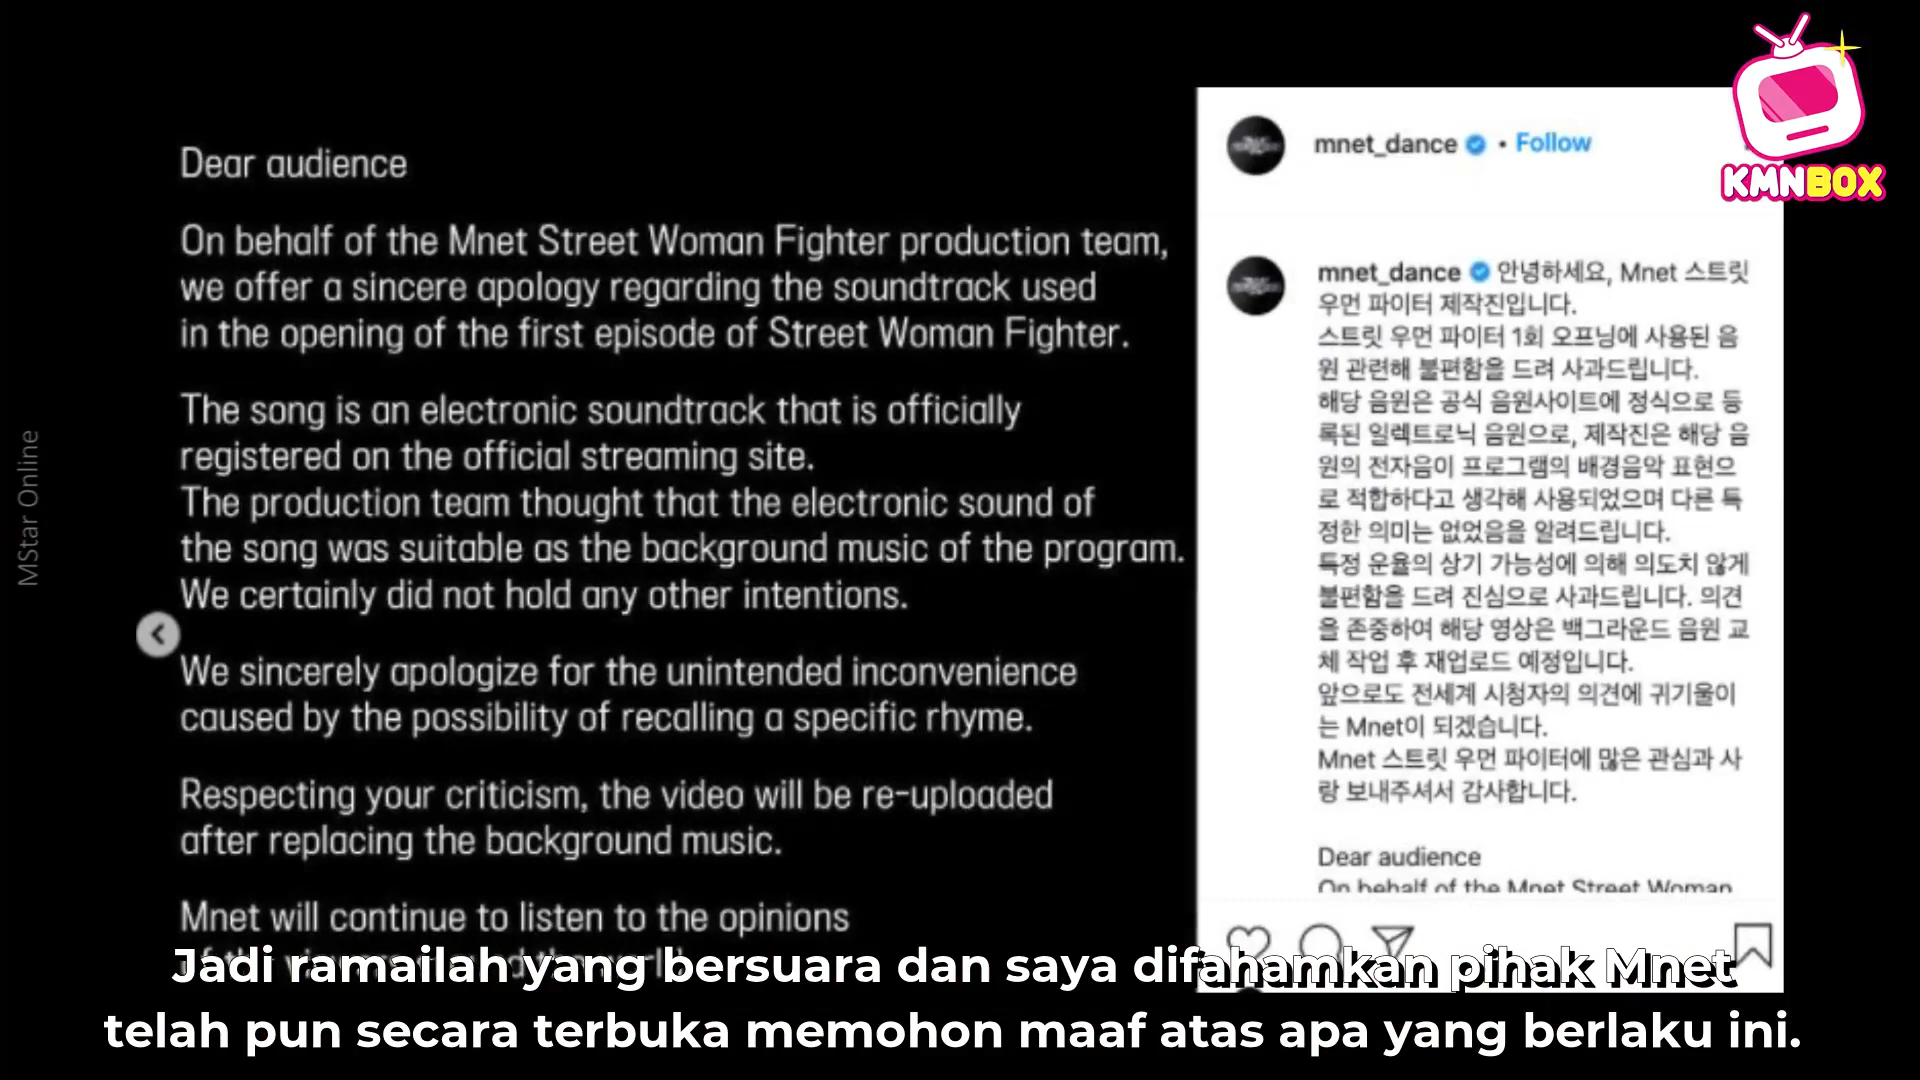 MStar Online
Dear audience
On behalf of the Mnet Street Woman Fighter production team,
we offer a sincere apology regarding the soundtrack used
in the opening of the first episode of Street Woman Fighter.
The song is an electronic soundtrack that is officially
registered on the official streaming site.
The production team thought that the electronic sound of
the song was suitable as the background music of the program.
We certainly did not hold any other intentions.
We sincerely apologize for the unintended inconvenience
caused by the possibility of recalling a specific rhyme.
Respecting your criticism, the video will be re-uploaded
after replacing the background music.
Mnet will continue to listen to the opinions
mnet_dance • Follow
KMNBOX
mnet_dance 안녕하세요, Mnet 스트릿
우먼 파이터 제작진입니다.
스트릿 우먼 파이터 1회 오프닝에 사용된 음
원 관련해 불편함을 드려 사과드립니다.
해당 음원은 공식 음원사이트에 정식으로 등
록된 일렉트로닉 음원으로, 제작진은 해당 음
원의 전자음이 프로그램의 배경음악 표현으
로 적합하다고 생각해 사용되었으며 다른 특
정한 의미는 없었음을 알려드립니다.
특정 운율의 상기 가능성에 의해 의도치 않게
불편함을 드려 진심으로 사과드립니다. 의견
을 존중하여 해당 영상은 백그라운드 음원 교
체 작업 후 재업로드 예정입니다.
앞으로도 전세계 시청자의 의견에 귀기울이
는 Mnet이 되겠습니다.
Mnet 스트릿 우먼 파이터에 많은 관심과 사
랑 보내주셔서 감사합니다.
Dear audience
On behalf of the Mnet Street Woman
Jadi ramailah yang bersuara dan saya difahamkan pihak Mnet
telah pun secara terbuka memohon maaf atas apa yang berlaku ini.